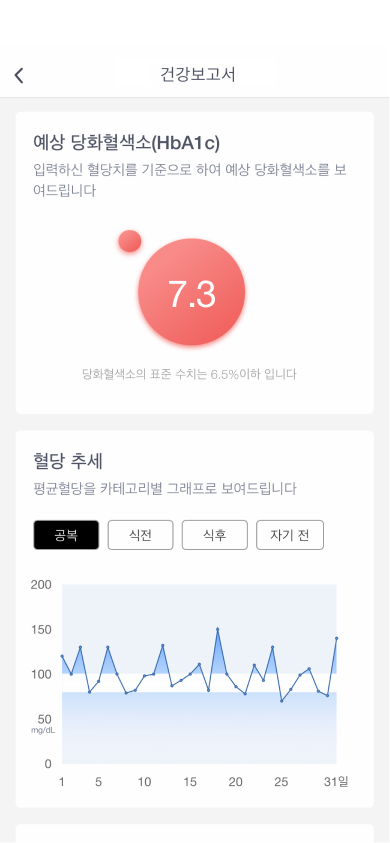 건강보고서
예상 당화혈색소(HbA1c)
입력하신 혈당치를 기준으로 하여 예상 당화혈색소를 보
여드립니다
7.3
당화혈색소의 표준 수치는 6.5%이하 입니다
혈당 추세
평균혈당을 카테고리별 그래프로 보여드립니다
공복 식전 식후 자기 전
200
150
100
50
mg/dL
0
1 5 10 15 20 25 31일